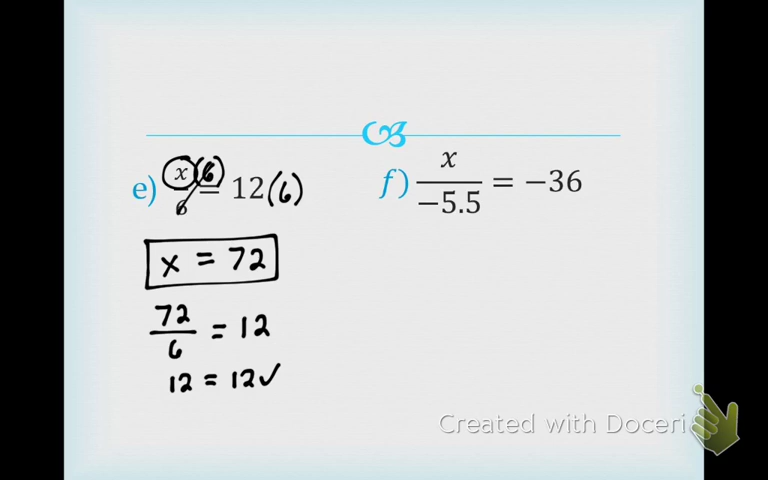 e) x/6 (6) = 12(6)
x = 72
72/6 = 12
12 = 12✓
f) x/−5.5 = −36
Created with Doceri